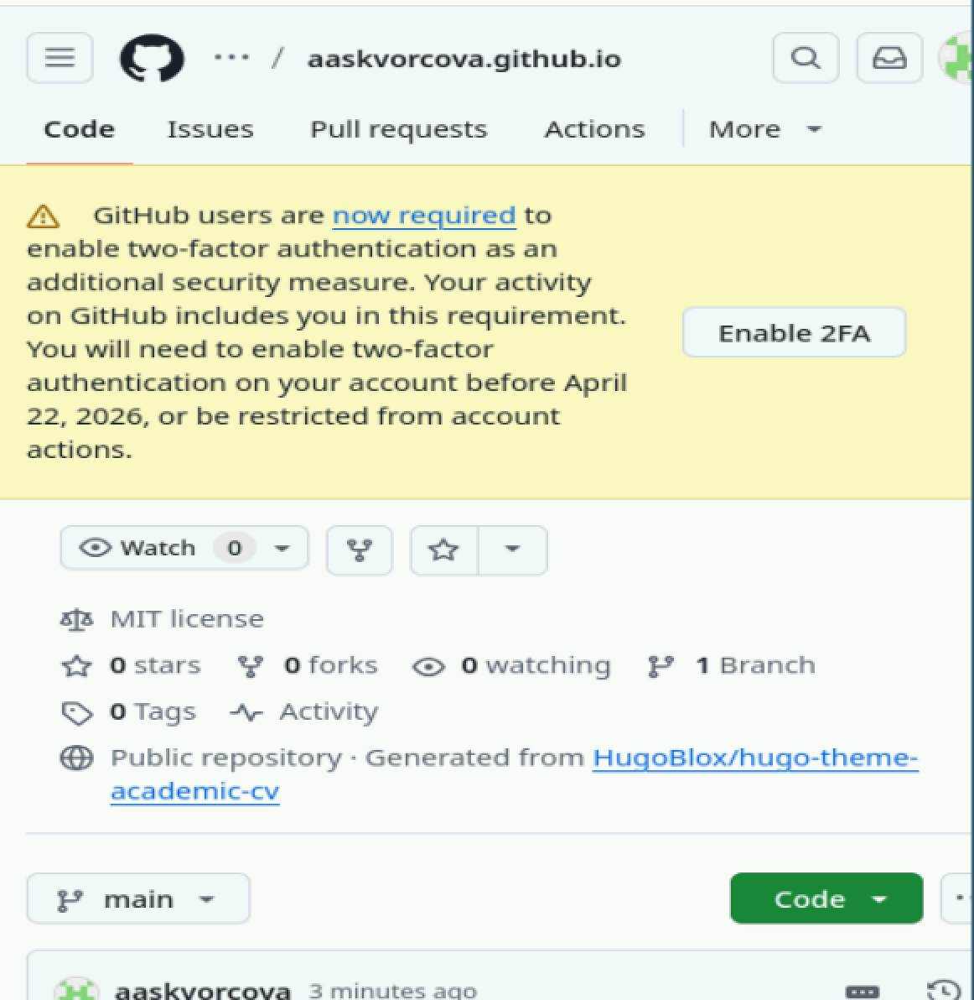 ··· / aaskvorcova.github.io
Code Issues Pull requests Actions More
GitHub users are now required to
enable two-factor authentication as an
additional security measure. Your activity
on GitHub includes you in this requirement.
You will need to enable two-factor
authentication on your account before April
22, 2026, or be restricted from account
actions.
Enable 2FA
Watch 0
MIT license
0 stars 0 forks 0 watching 1 Branch
0 Tags Activity
Public repository · Generated from HugoBlox/hugo-theme-
academic-cv
main Code
aaskvorcova 3 minutes ago